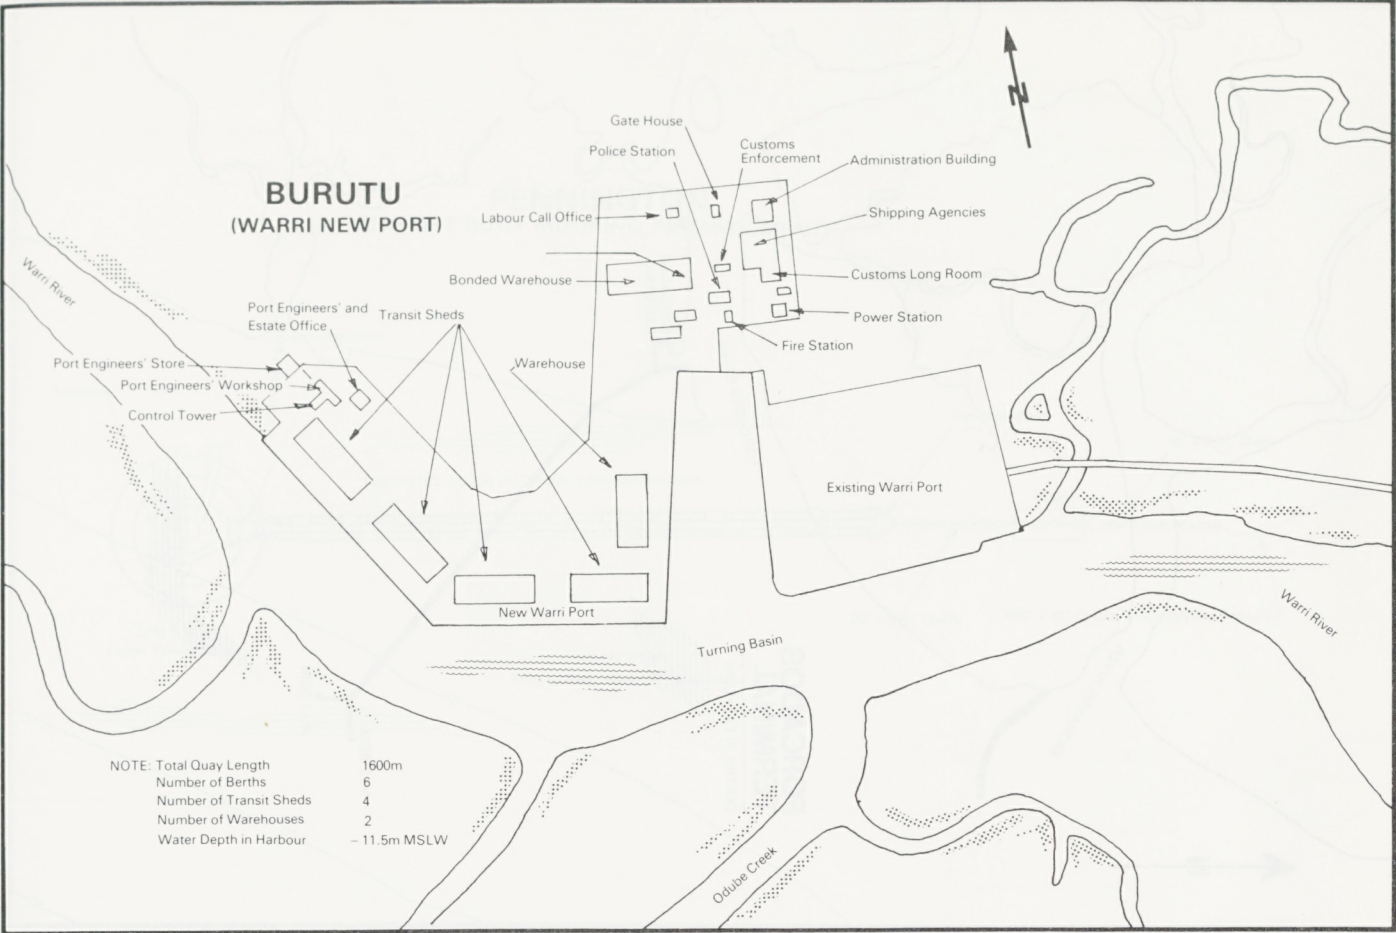 N
Gate House
Police Station
Customs
Enforcement
Administration Building
BURUTU
(WARRI NEW PORT)
Labour Call Office
Shipping Agencies
Warri River
Bonded Warehouse
Customs Long Room
Port Engineers' and
Estate Office
Transit Sheds
Power Station
Fire Station
Port Engineers' Store
Warehouse
Port Engineers' Workshop
Control Tower
Existing Warri Port
New Warri Port
Warri River
Turning Basin
NOTE: Total Quay Length 1600m
Number of Berths 6
Number of Transit Sheds 4
Number of Warehouses 2
Water Depth in Harbour – 11.5m MSLW
Odube Creek